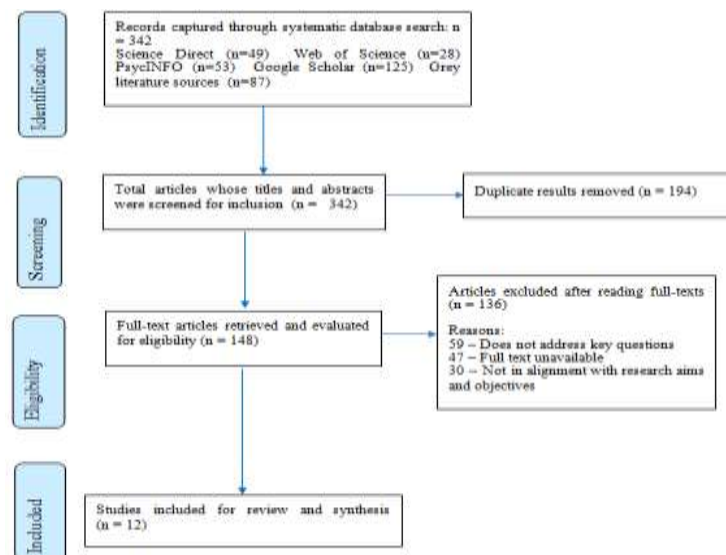 Identification
Records captured through systematic database search: n
= 342
Science Direct (n=49) Web of Science (n=28)
PsycINFO (n=53) Google Scholar (n=125) Grey
literature sources (n=87)
Screening
Total articles whose titles and abstracts
were screened for inclusion (n = 342)
Duplicate results removed (n = 194)
Eligibility
Full-text articles retrieved and evaluated
for eligibility (n = 148)
Articles excluded after reading full-texts
(n = 136)
Reasons:
59 – Does not address key questions
47 – Full text unavailable
30 – Not in alignment with research aims
and objectives
Included
Studies included for review and synthesis
(n = 12)